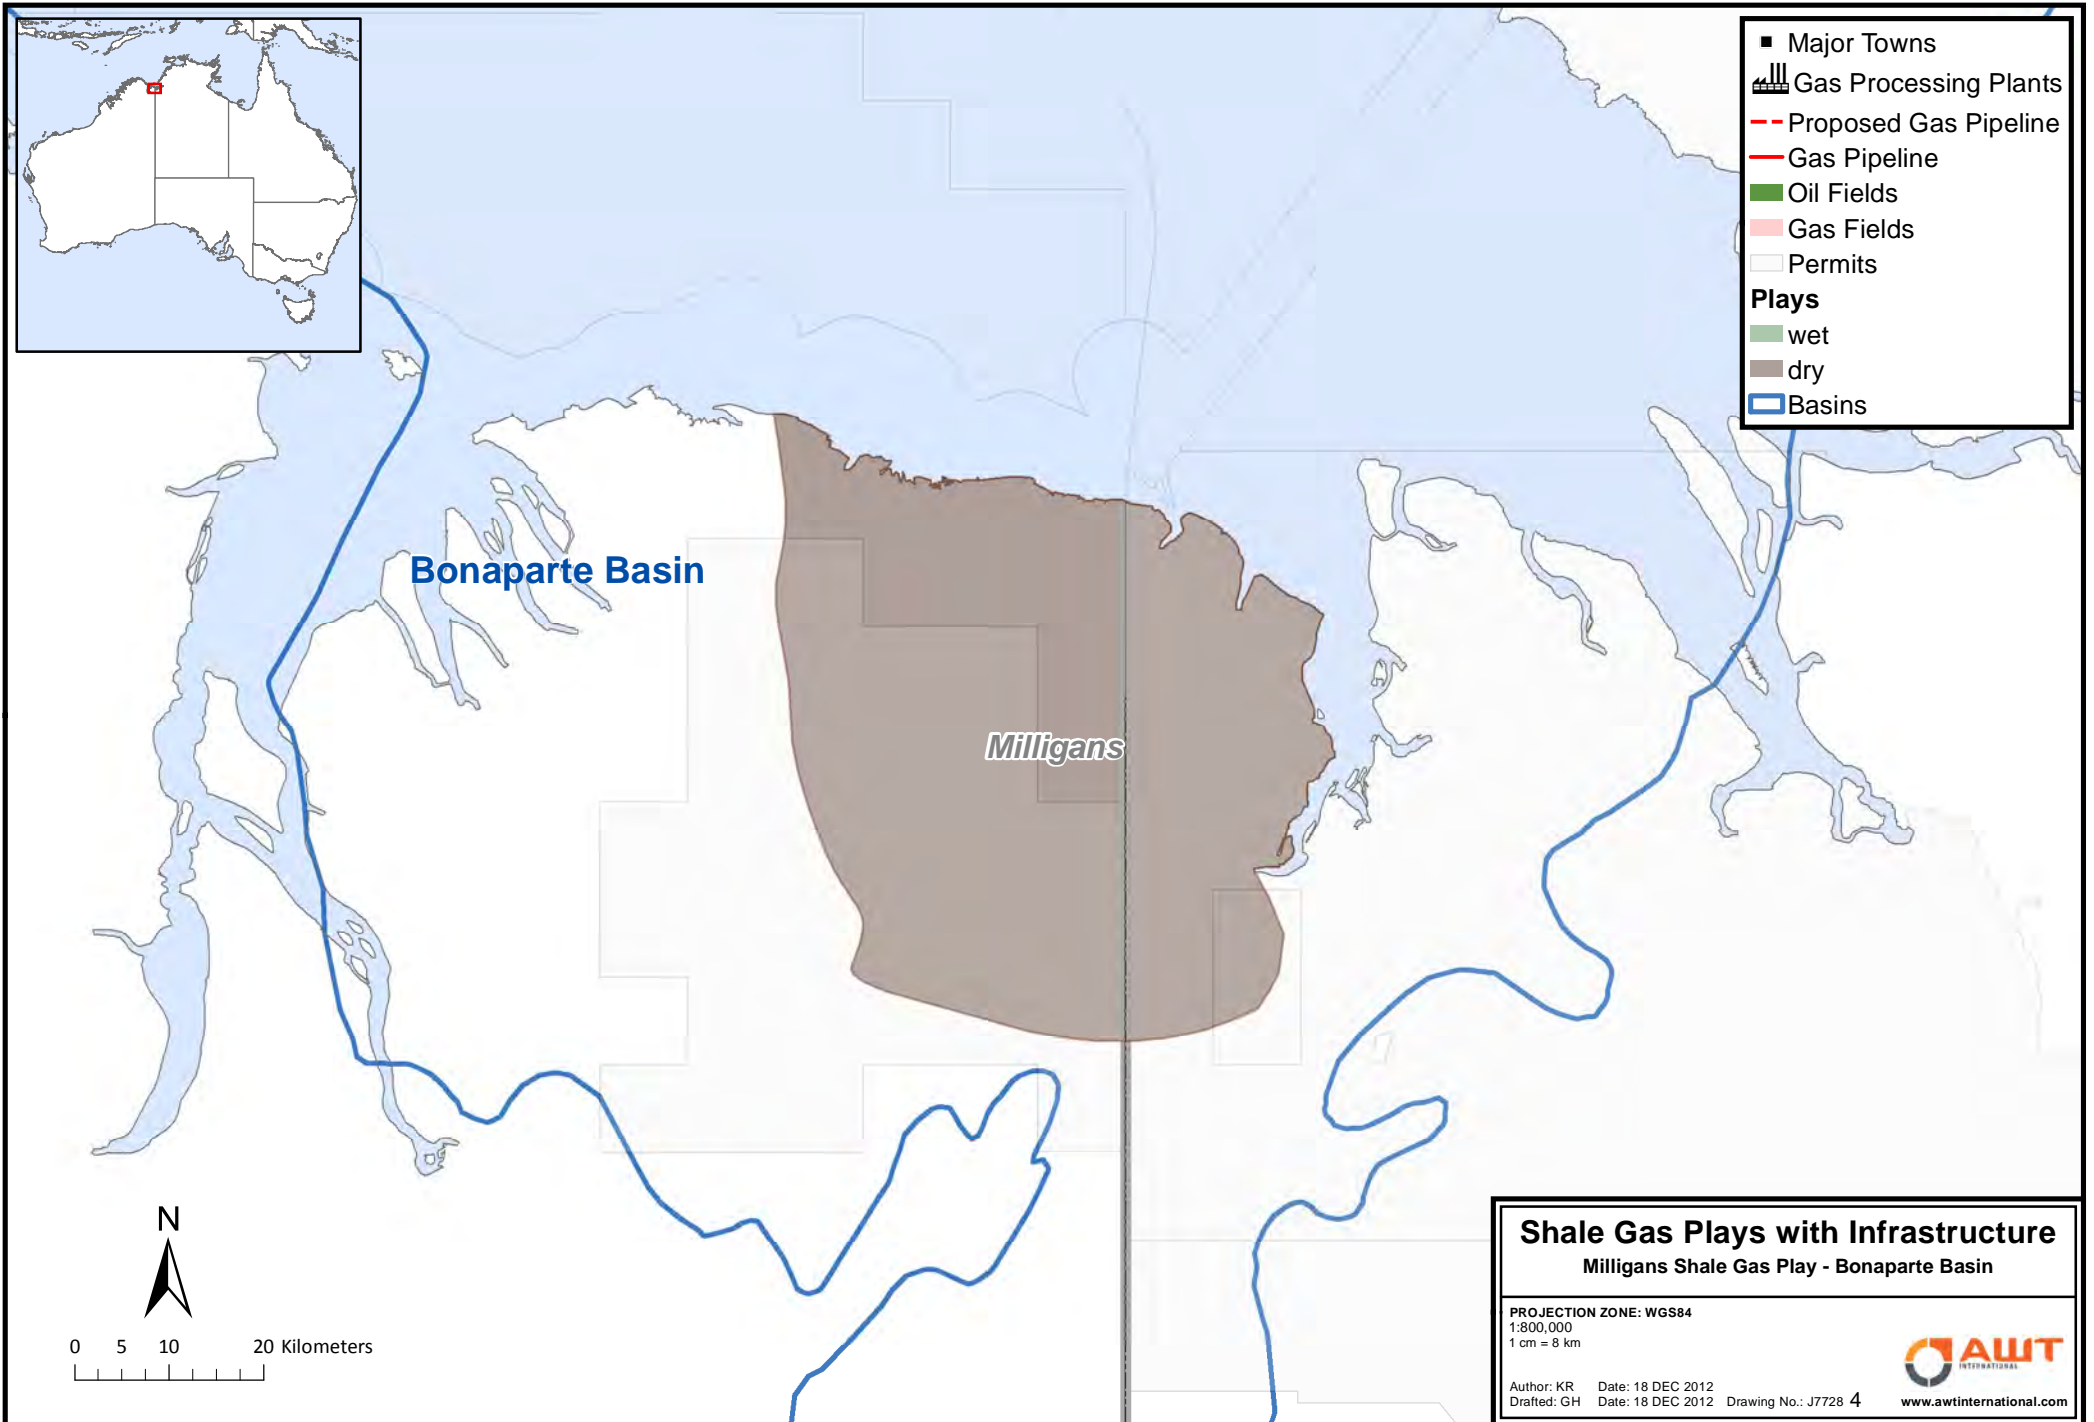 Major Towns
Gas Processing Plants
Proposed Gas Pipeline
Gas Pipeline
Oil Fields
Gas Fields
Permits
Plays
wet
dry
Basins
Bonaparte Basin
Milligans
N
0 5 10 20 Kilometers
Shale Gas Plays with Infrastructure
Milligans Shale Gas Play - Bonaparte Basin
PROJECTION ZONE: WGS84
1:800,000
1 cm = 8 km
Author: KR Date: 18 DEC 2012
Drafted: GH Date: 18 DEC 2012 Drawing No.: J7728 4
AWT
INTERNATIONAL
www.awtinternational.com